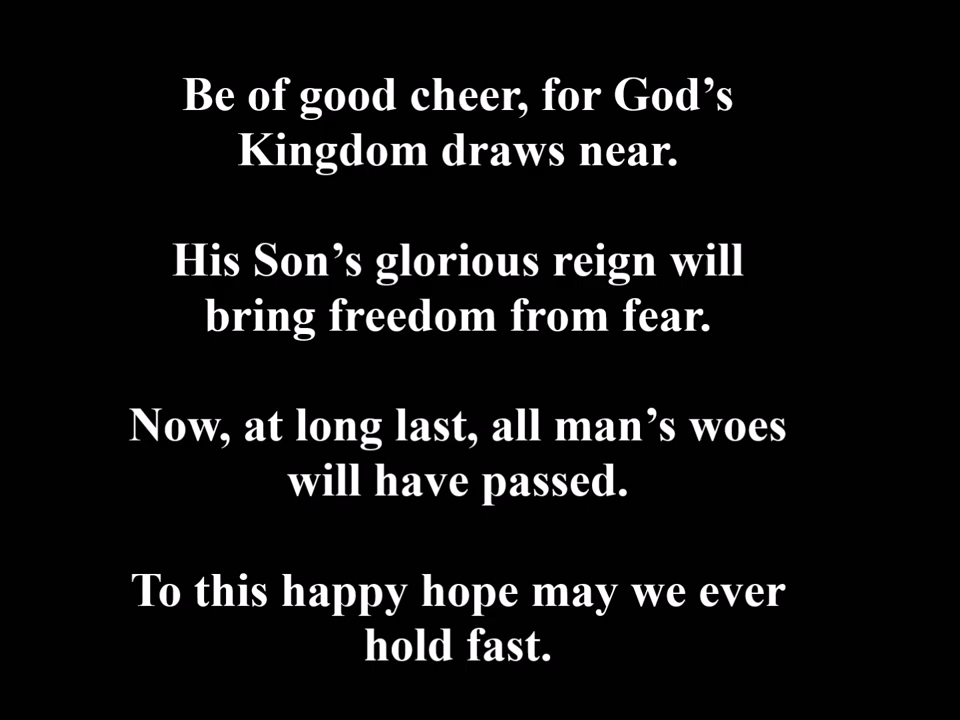 Be of good cheer, for God’s
Kingdom draws near.
His Son’s glorious reign will
bring freedom from fear.
Now, at long last, all man’s woes
will have passed.
To this happy hope may we ever
hold fast.